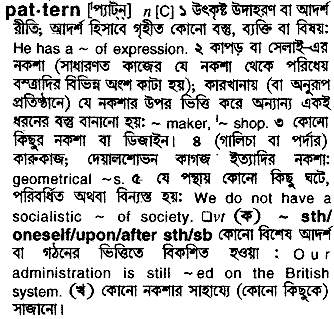 pat·tern [প্যাটন্] n [C] ১ উৎকৃষ্ট উদাহরণ বা আদর্শ
রীতি; আদর্শ হিসাবে গৃহীত কোনো বস্তু, ব্যক্তি বা বিষয়:
He has a ~ of expression. ২ কাপড় বা সেলাই-এর
নকশা (সাধারণত কাজের যে নকশা থেকে পরিধেয়
বস্ত্রাদির বিভিন্ন অংশ কাটা হয়); কারখানায় (বা অনুরূপ
প্রতিষ্ঠানে) যে নকশার উপর ভিত্তি করে অন্যান্য একই
ধরনের বস্তু বানানো হয়: ~ maker, ~ shop. ৩ কোনো
কিছুর নকশা বা ডিজাইন। ৪ (গালিচা বা পর্দার)
কারুকাজ; দেয়ালশোভন কাগজ ইত্যাদির নকশা:
geometrical ~s. ৫ যে পন্থায় কোনো কিছু ঘটে,
পরিবর্ধিত অথবা বিন্যস্ত হয়: We do not have a
socialistic ~ of society. □vt (ক) ~ sth/
oneself/upon/after sth/sb কোনো বিশেষ আদর্শ
বা গঠনের ভিত্তিতে বিকশিত হওয়া : Our
administration is still ~ed on the British
system. (খ) কোনো নকশার সাহায্যে (কোনো কিছুকে)
সাজানো।